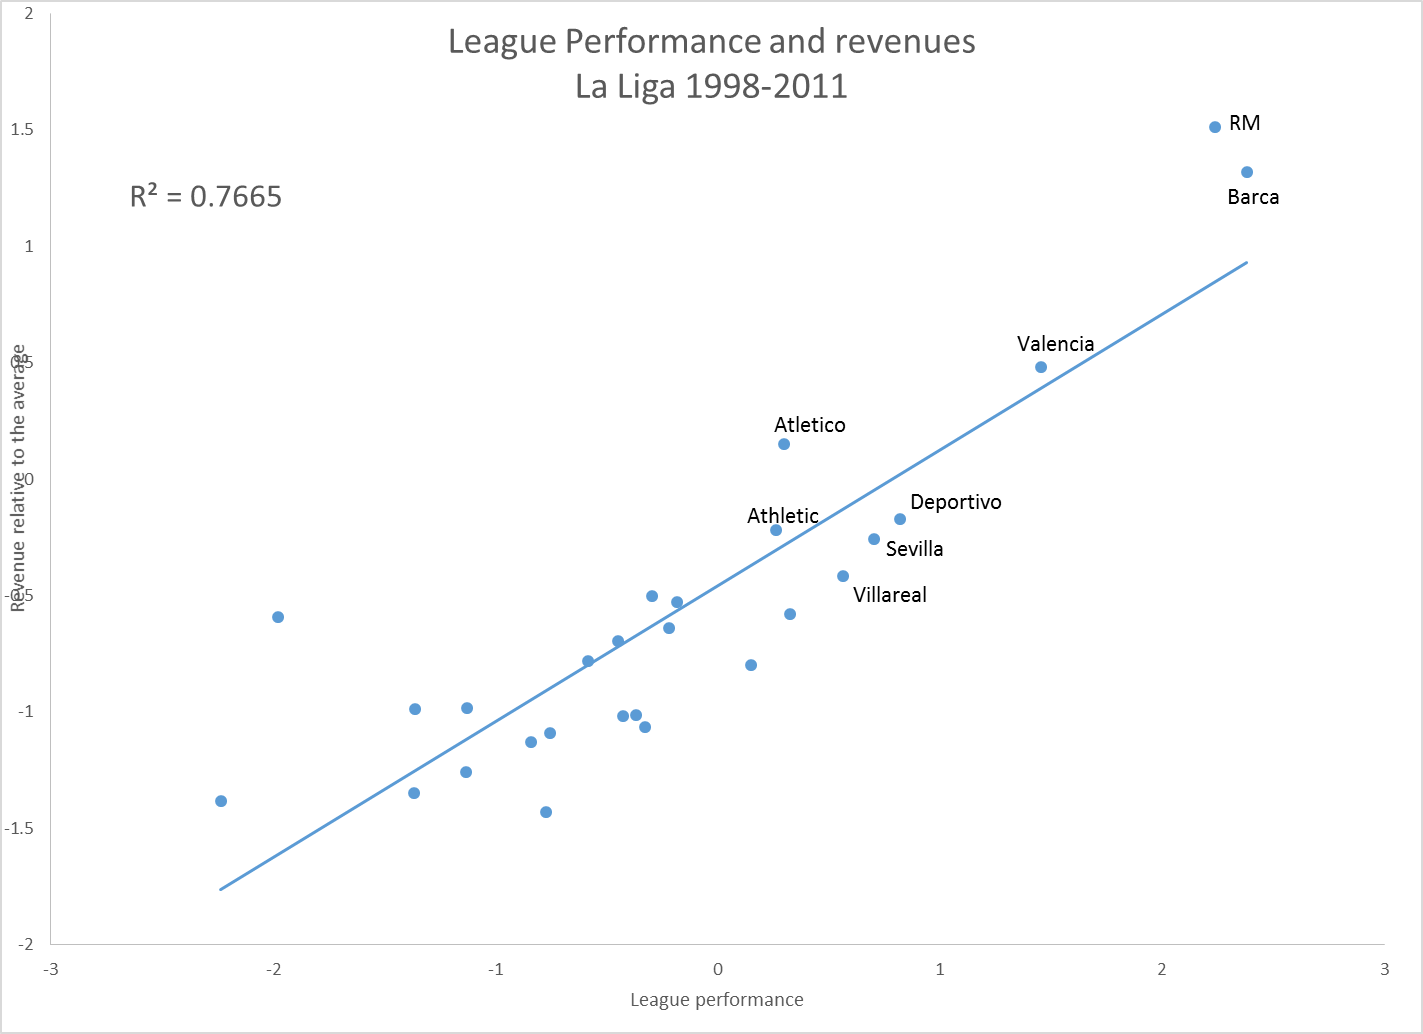 League Performance and revenues
La Liga 1998-2011
R² = 0.7665
2
1.5
1
0.5
0
-0.5
-1
-1.5
-2
Revenue relative to the average
RM
Barca
Valencia
Atletico
Deportivo
Athletic
Sevilla
Villareal
-3
-2
-1
0
1
2
3
League performance